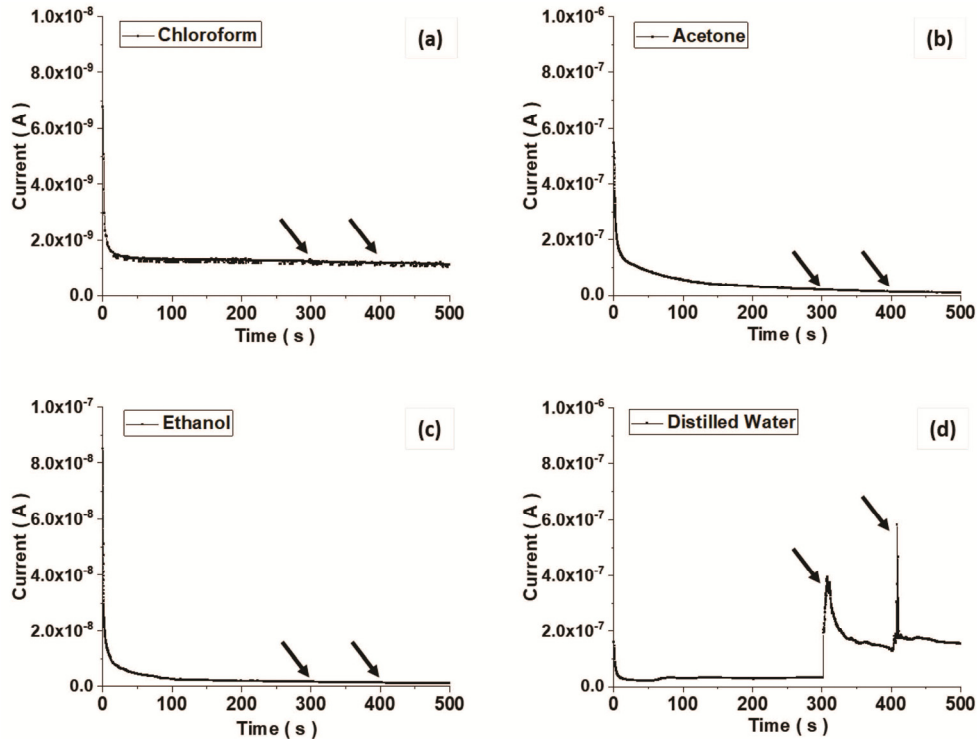 1.0x10⁻⁸
Chloroform
(a)
8.0x10⁻⁹
6.0x10⁻⁹
4.0x10⁻⁹
2.0x10⁻⁹
0.0
Current ( A )
0 100 200 300 400 500
Time ( s )
1.0x10⁻⁶
Acetone
(b)
8.0x10⁻⁷
6.0x10⁻⁷
4.0x10⁻⁷
2.0x10⁻⁷
0.0
Current ( A )
0 100 200 300 400 500
Time ( s )
1.0x10⁻⁷
Ethanol
(c)
8.0x10⁻⁸
6.0x10⁻⁸
4.0x10⁻⁸
2.0x10⁻⁸
0.0
Current ( A )
0 100 200 300 400 500
Time ( s )
1.0x10⁻⁶
Distilled Water
(d)
8.0x10⁻⁷
6.0x10⁻⁷
4.0x10⁻⁷
2.0x10⁻⁷
0.0
Current ( A )
0 100 200 300 400 500
Time ( s )